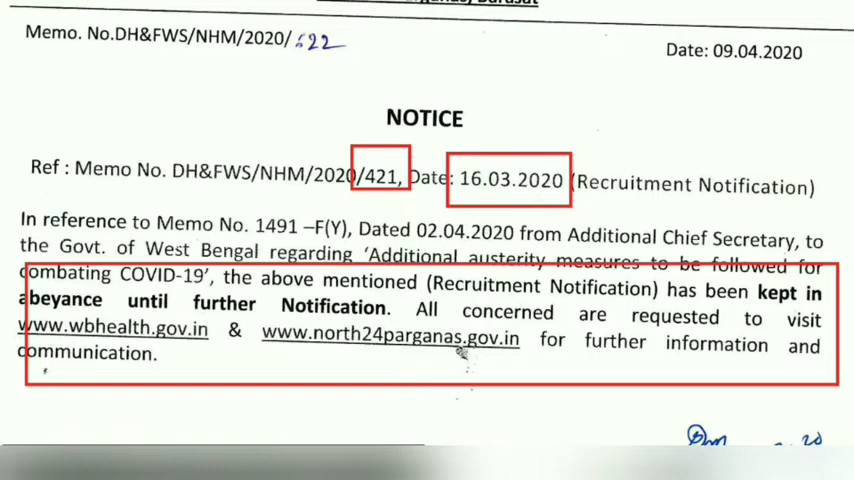 Barasat
Memo. No.DH&FWS/NHM/2020/522
Date: 09.04.2020
NOTICE
Ref : Memo No. DH&FWS/NHM/2020/421, Date: 16.03.2020 (Recruitment Notification)
In reference to Memo No. 1491 –F(Y), Dated 02.04.2020 from Additional Chief Secretary, to
the Govt. of West Bengal regarding 'Additional austerity measures to be followed for
combating COVID-19', the above mentioned (Recruitment Notification) has been kept in
abeyance until further Notification. All concerned are requested to visit
www.wbhealth.gov.in & www.north24parganas.gov.in for further information and
communication.